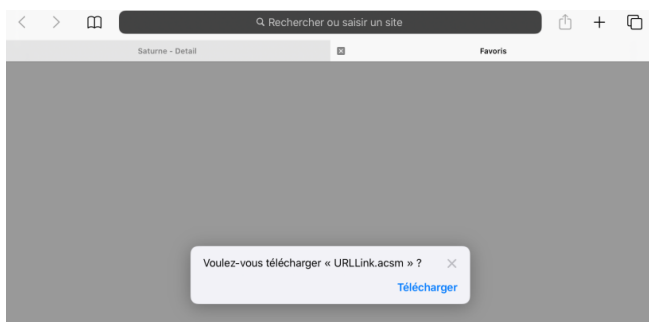 Rechercher ou saisir un site
Saturne - Detail
Favoris
Voulez-vous télécharger « URLLink.acsm » ?
Télécharger